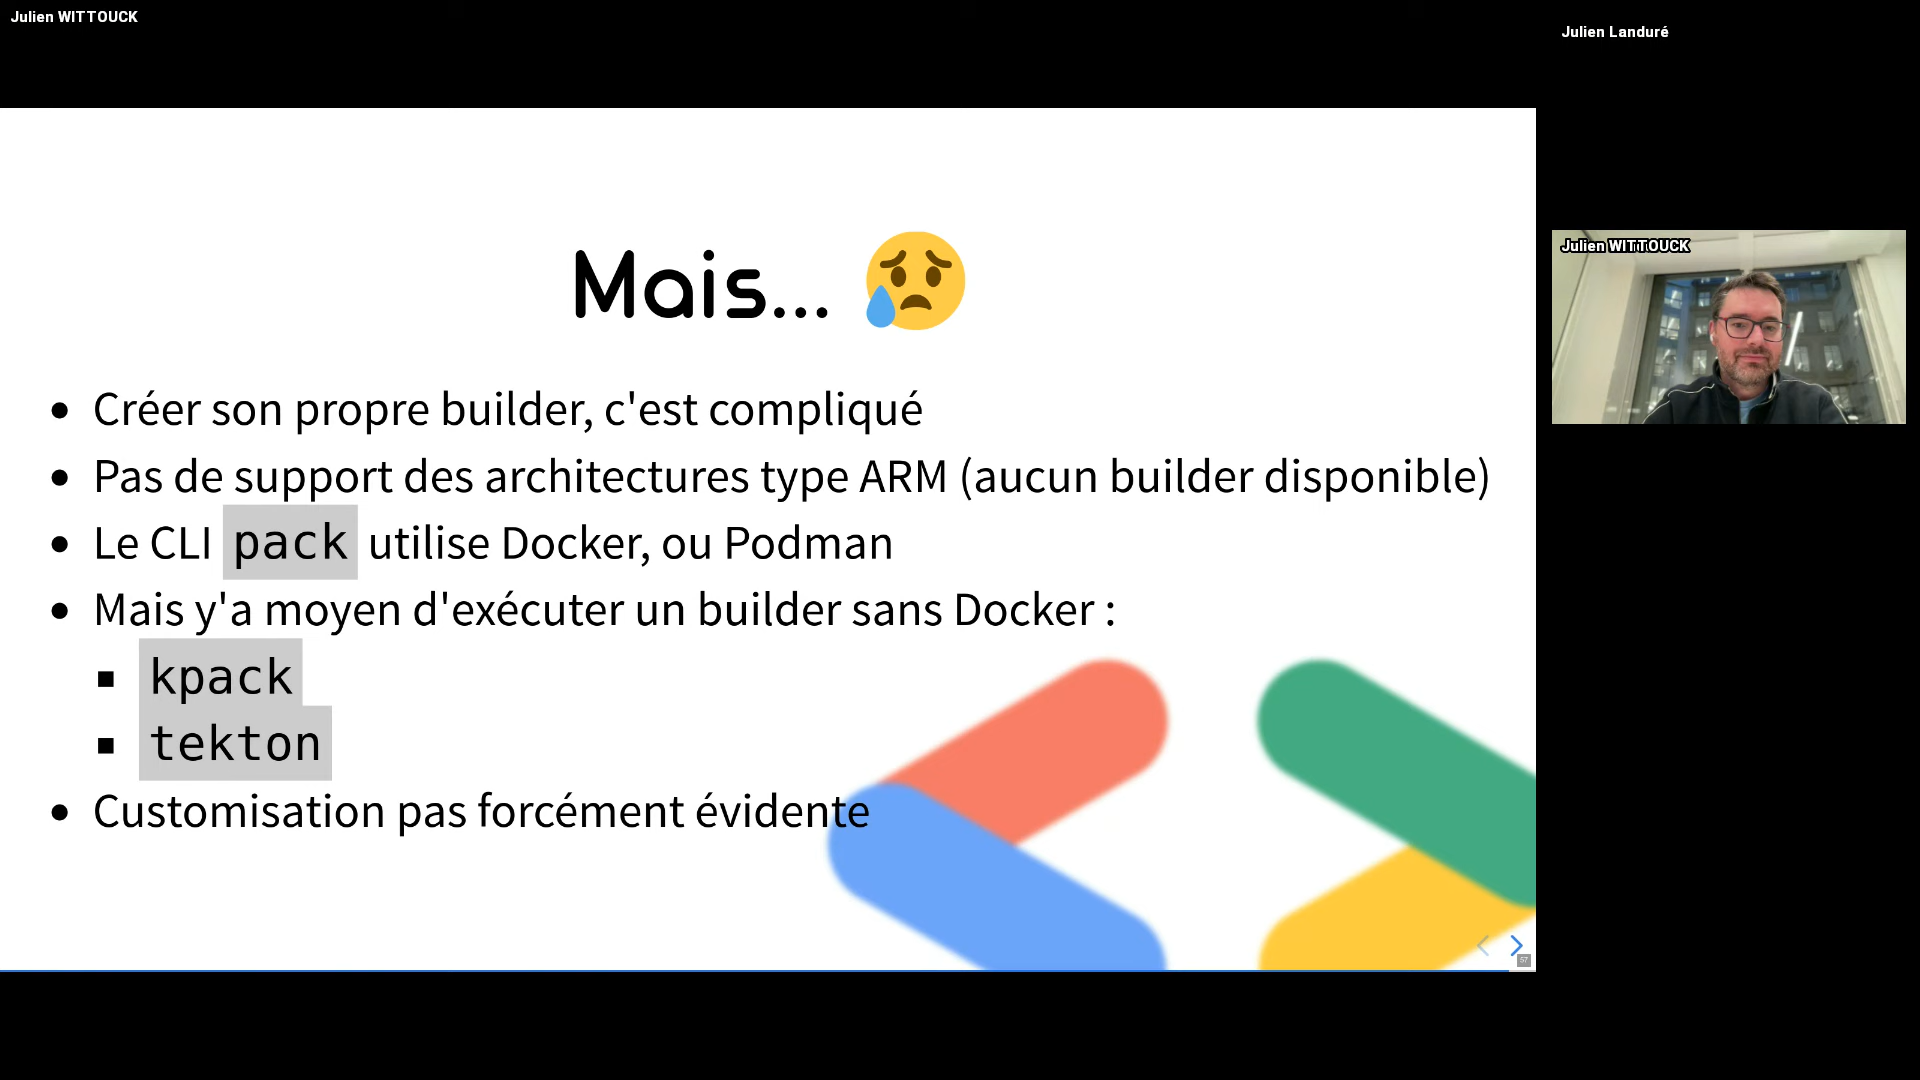 Julien WITTOUCK
Julien Landuré
Julien WITTOUCK
Mais...
Créer son propre builder, c'est compliqué
Pas de support des architectures type ARM (aucun builder disponible)
Le CLI pack utilise Docker, ou Podman
Mais y'a moyen d'exécuter un builder sans Docker :
kpack
tekton
Customisation pas forcément évidente
57